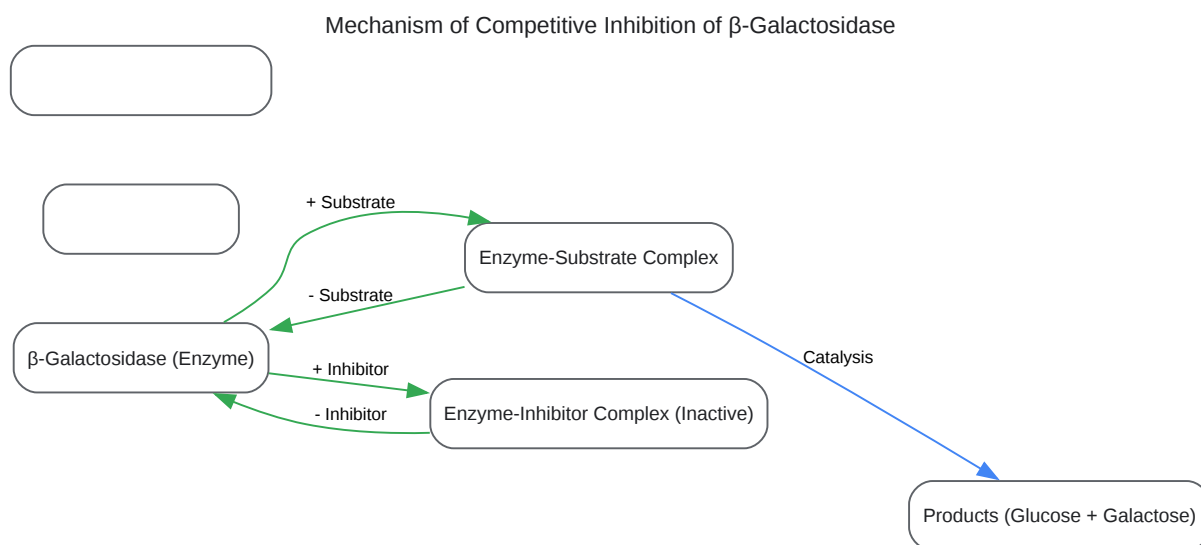 Mechanism of Competitive Inhibition of β-Galactosidase
+ Substrate
Enzyme-Substrate Complex
- Substrate
β-Galactosidase (Enzyme)
Catalysis
+ Inhibitor
- Inhibitor
Enzyme-Inhibitor Complex (Inactive)
Products (Glucose + Galactose)